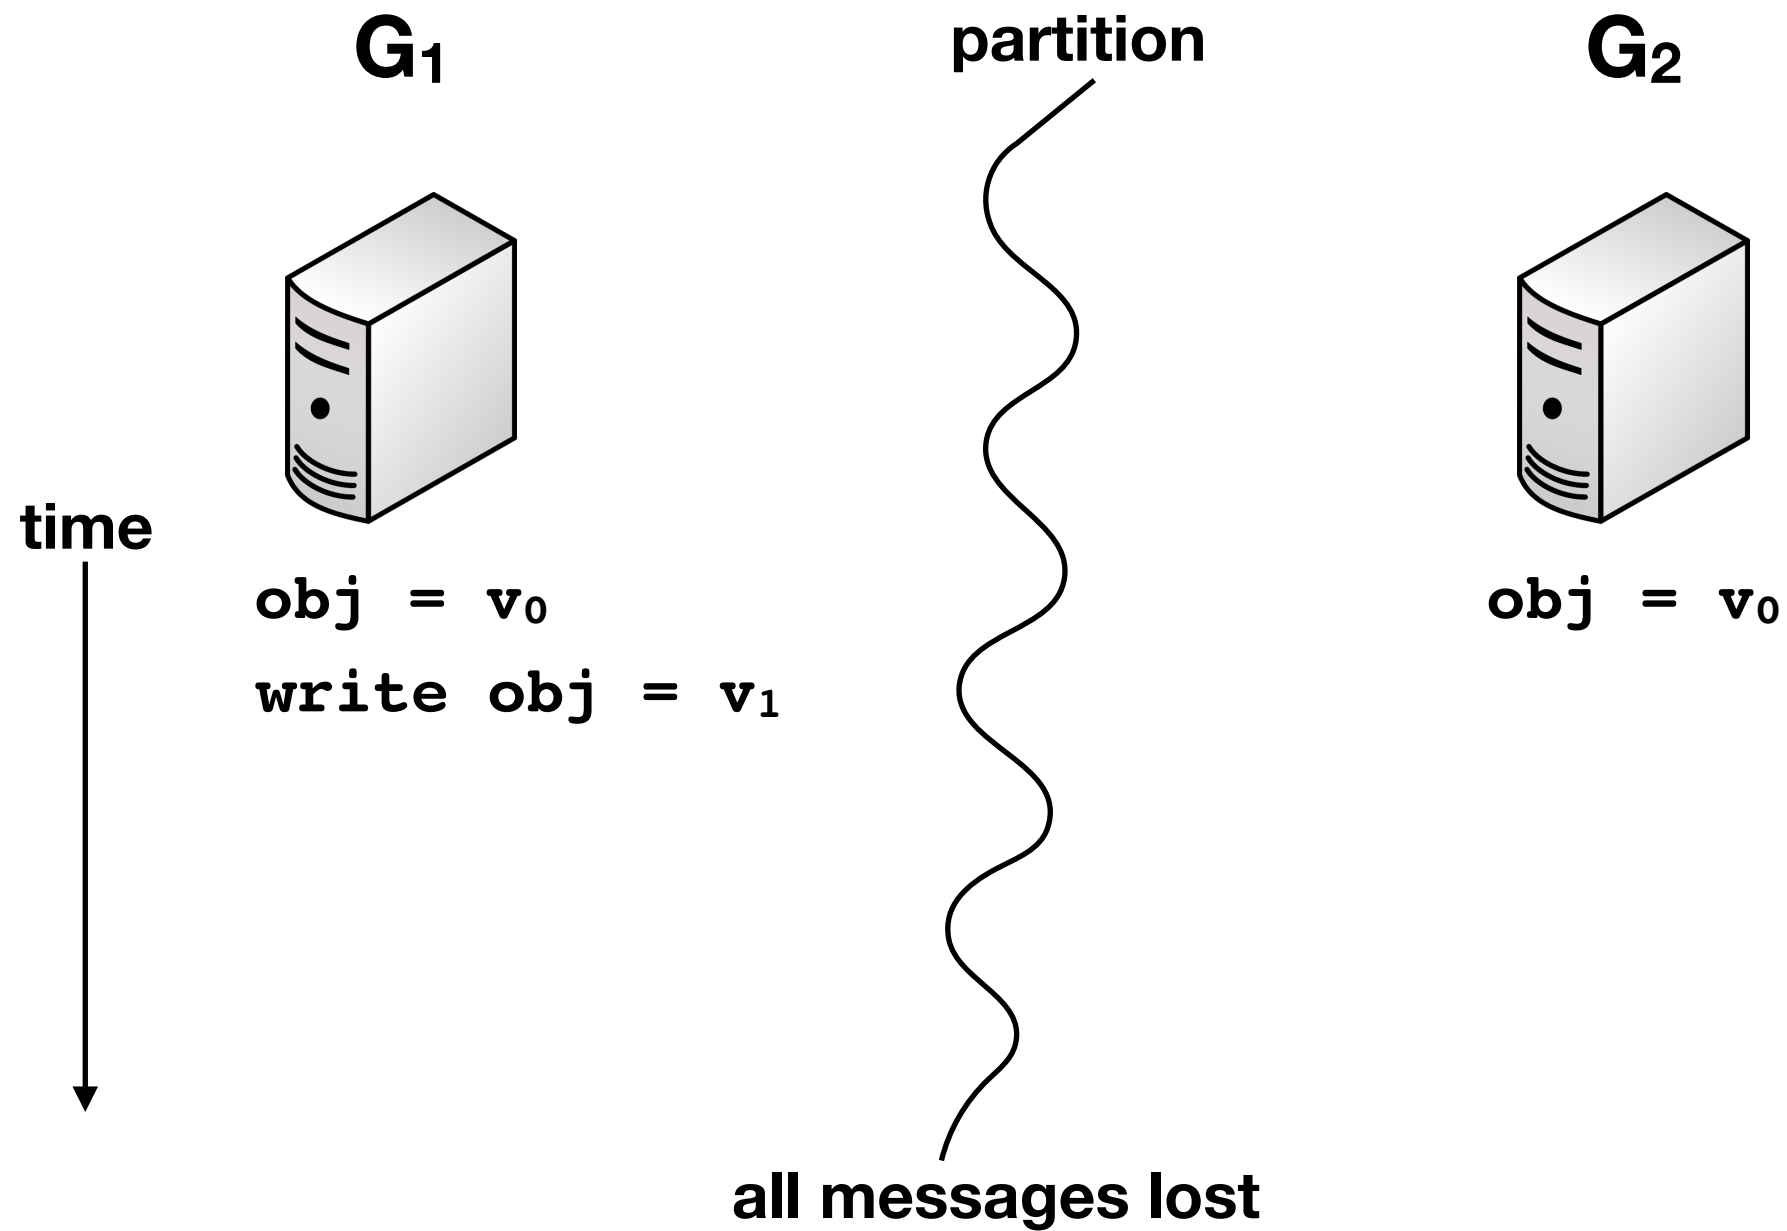 G₁
partition
G₂
time
obj = v₀
obj = v₀
write obj = v₁
all messages lost